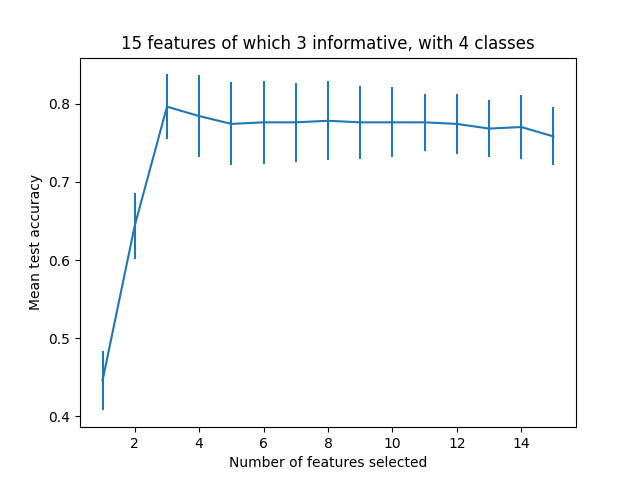 15 features of which 3 informative, with 4 classes
0.8
0.7
0.6
0.5
0.4
Mean test accuracy
2 4 6 8 10 12 14
Number of features selected